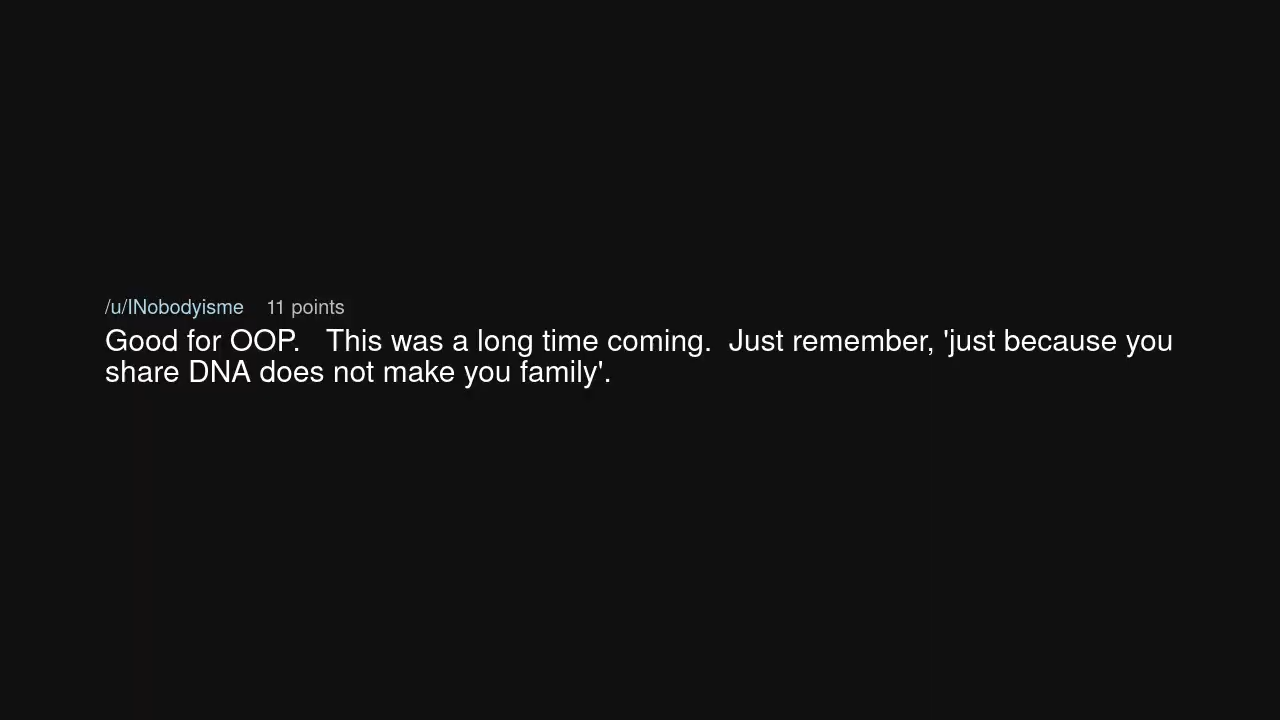 /u/INobodyisme 11 points
Good for OOP.   This was a long time coming.  Just remember, 'just because you
share DNA does not make you family'.